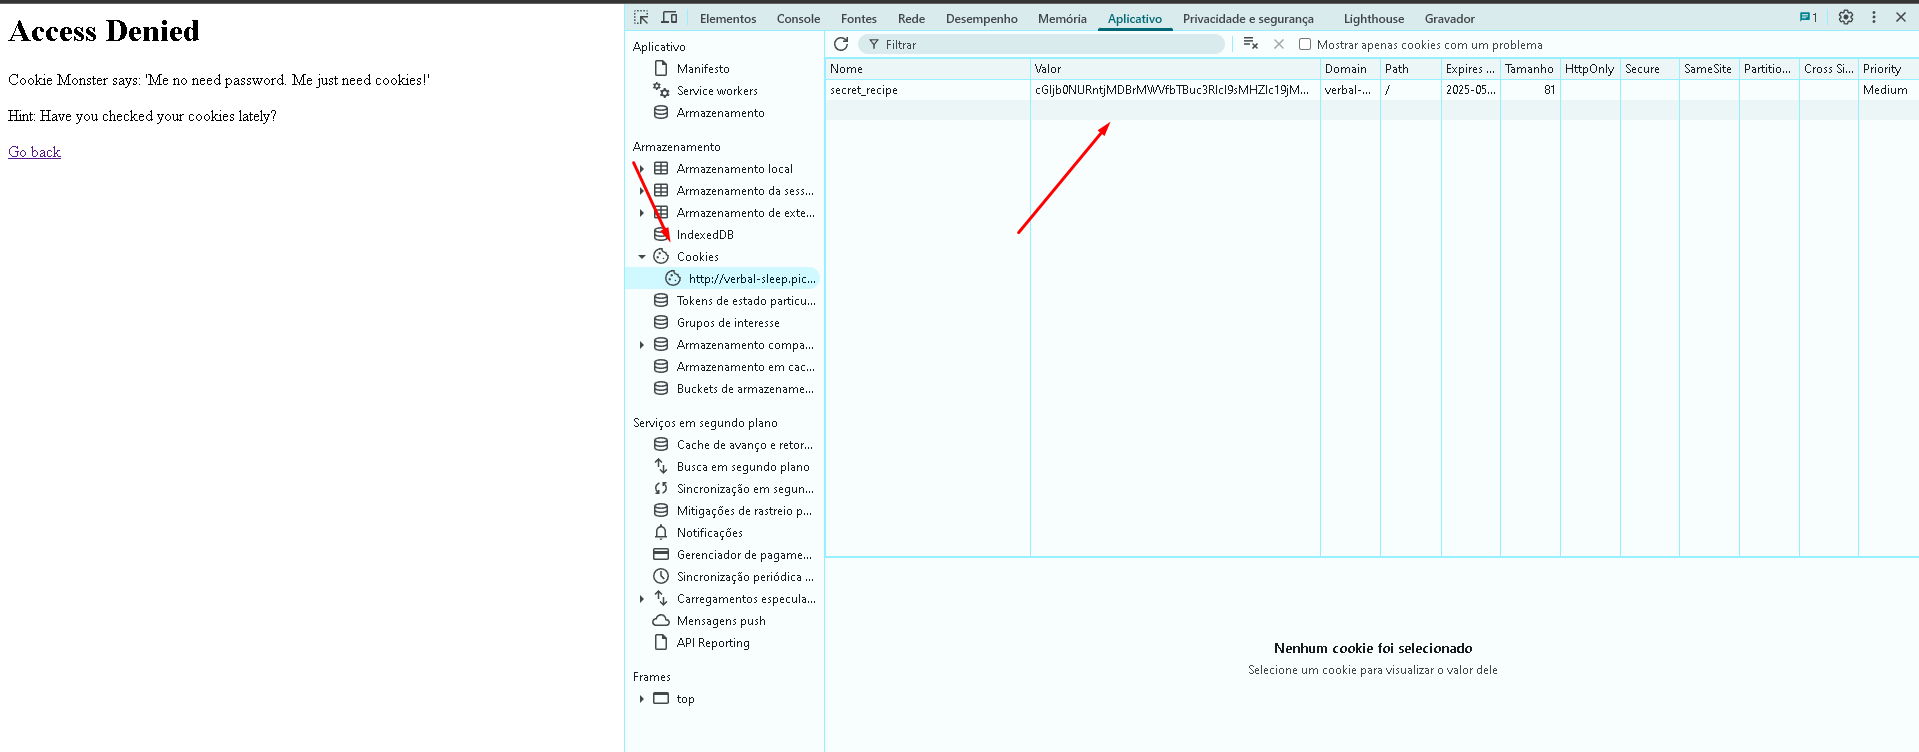 Access Denied
Cookie Monster says: 'Me no need password. Me just need cookies!'
Hint: Have you checked your cookies lately?
Go back
Elementos Console Fontes Rede Desempenho Memória Aplicativo Privacidade e segurança Lighthouse Gravador 1
Aplicativo
Manifesto
Service workers
Armazenamento
Armazenamento
Armazenamento local
Armazenamento da sess...
Armazenamento de exte...
IndexedDB
Cookies
http://verbal-sleep.pic...
Tokens de estado particu...
Grupos de interesse
Armazenamento compa...
Armazenamento em cac...
Buckets de armazename...
Serviços em segundo plano
Cache de avanço e retor...
Busca em segundo plano
Sincronização em segun...
Mitigações de rastreio p...
Notificações
Gerenciador de pagame...
Sincronização periódica ...
Carregamentos especula...
Mensagens push
API Reporting
Frames
top
Filtrar Mostrar apenas cookies com um problema
Nome Valor Domain Path Expires ... Tamanho HttpOnly Secure SameSite Partitio... Cross Si... Priority
secret_recipe verbal-... / 2025-05... 81 Medium
Nenhum cookie foi selecionado
Selecione um cookie para visualizar o valor dele